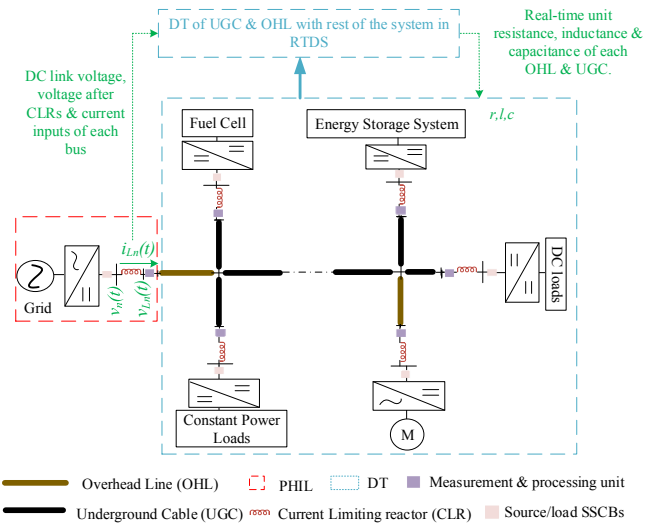 DT of UGC & OHL with rest of the system in
RTDS
Real-time unit
resistance, inductance &
capacitance of each
OHL & UGC.
DC link voltage,
voltage after
CLRs & current
inputs of each
bus
r,l,c
Fuel Cell
Energy Storage System
iLn(t)
vn(t)
vLn(t)
Grid
DC loads
Constant Power
Loads
M
Overhead Line (OHL)
PHIL
DT
Measurement & processing unit
Underground Cable (UGC)
Current Limiting reactor (CLR)
Source/load SSCBs